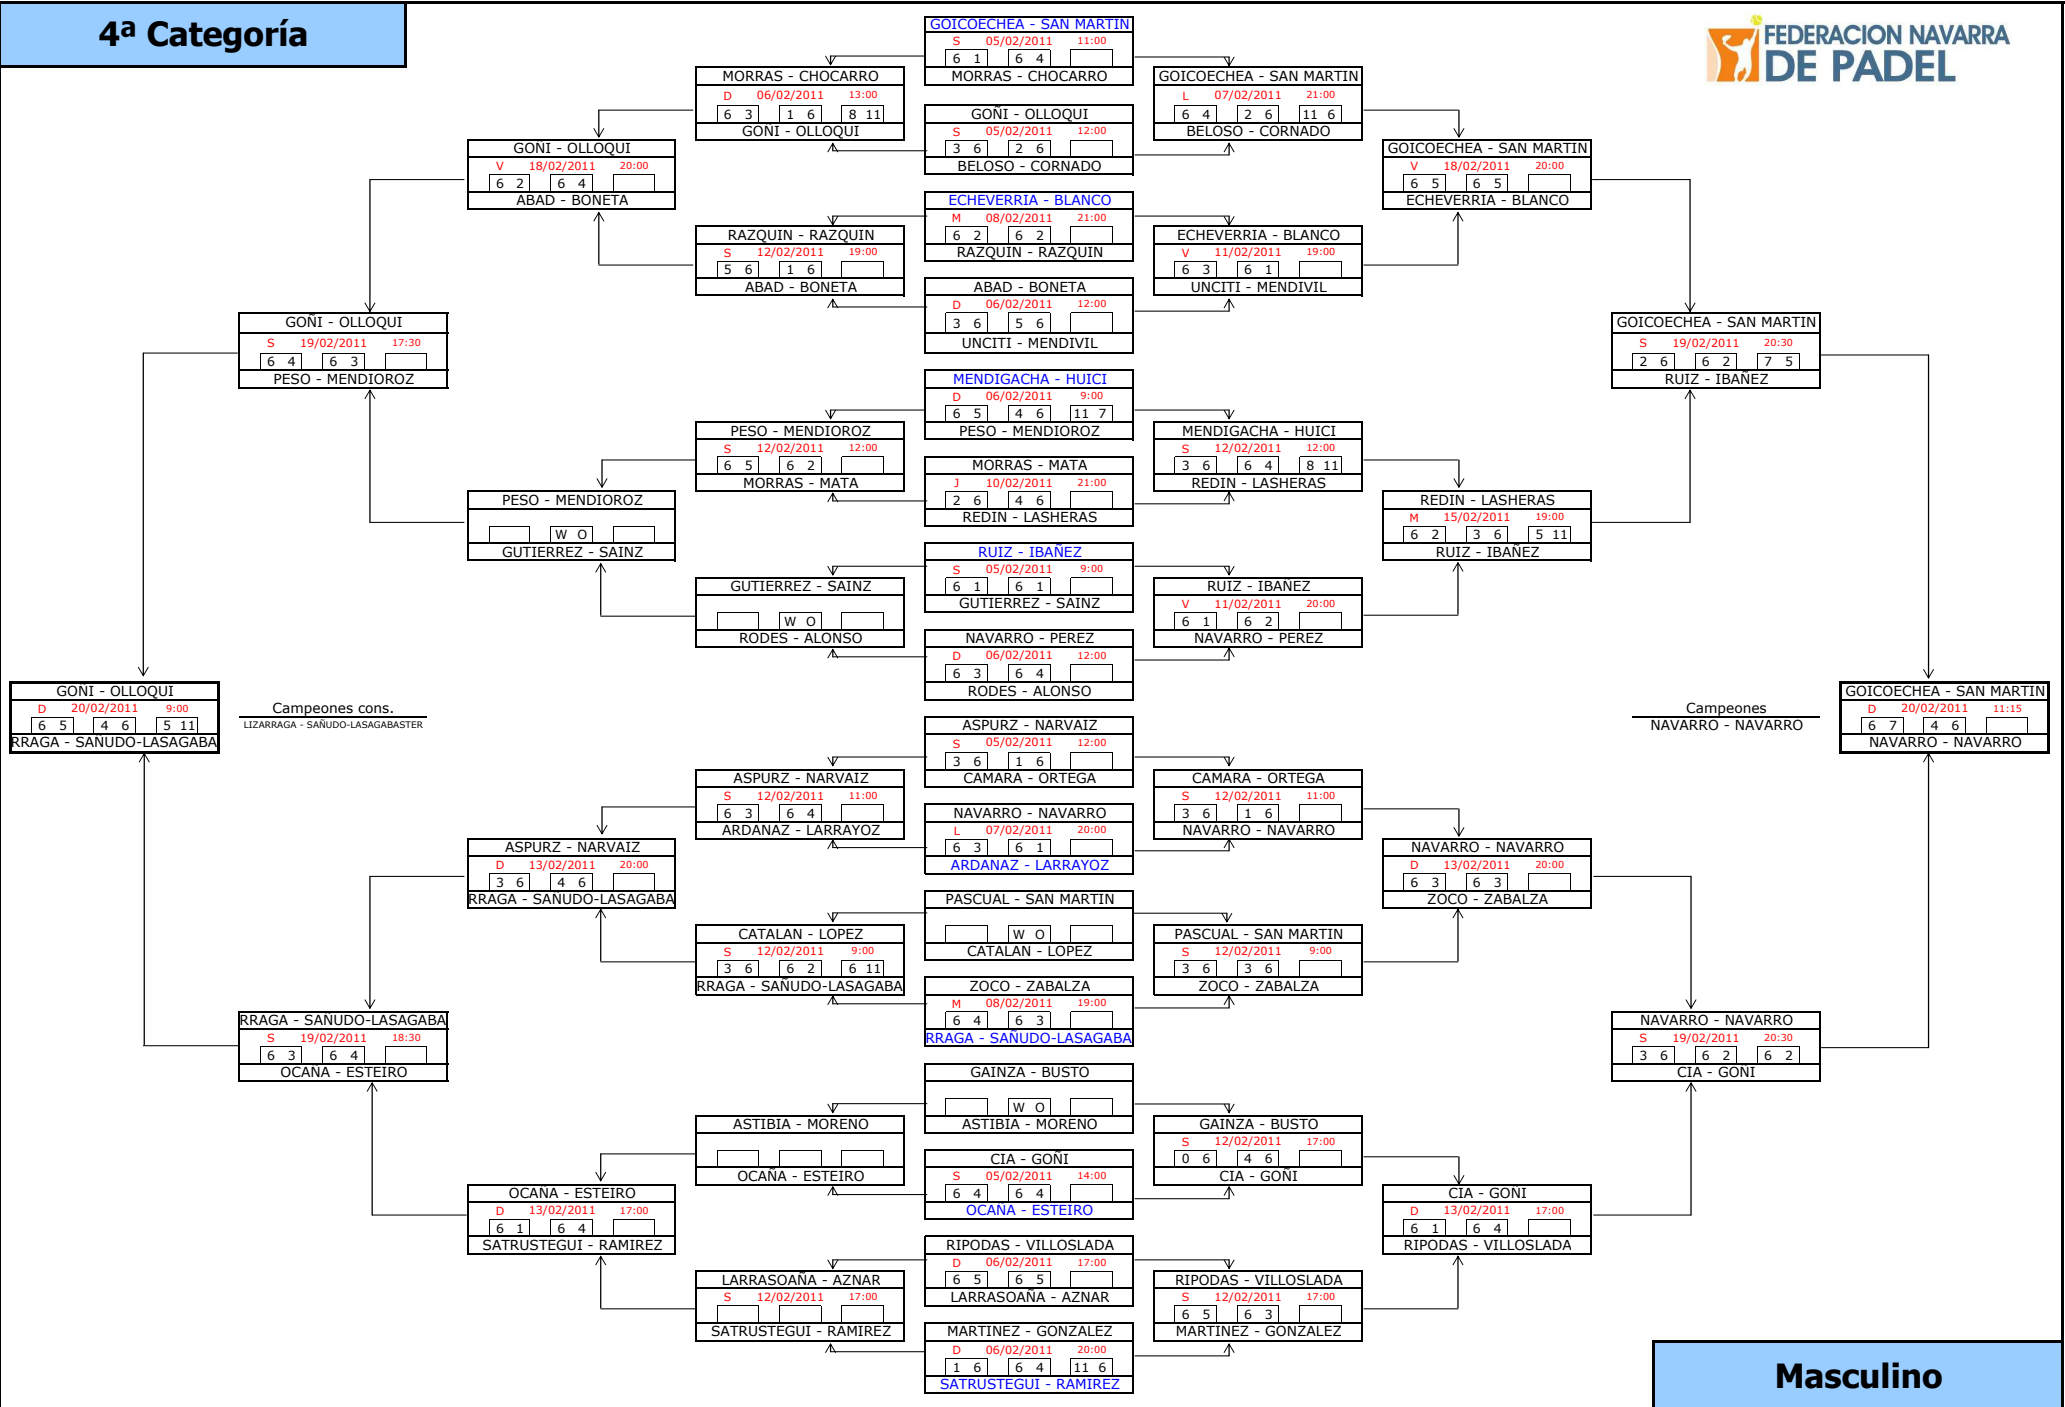 4ª Categoría
FEDERACION NAVARRA
DE PADEL
GOICOECHEA - SAN MARTIN
S 05/02/2011 11:00
6 1 6 4
MORRAS - CHOCARRO
GOÑI - OLLOQUI
S 05/02/2011 12:00
3 6 2 6
BELOSO - CORNADO
ECHEVERRIA - BLANCO
M 08/02/2011 21:00
6 2 6 2
RAZQUIN - RAZQUIN
ABAD - BONETA
D 06/02/2011 12:00
3 6 5 6
UNCITI - MENDIVIL
MENDIGACHA - HUICI
D 06/02/2011 9:00
6 5 4 6 11 7
PESO - MENDIOROZ
MORRAS - MATA
J 10/02/2011 21:00
2 6 4 6
REDIN - LASHERAS
RUIZ - IBAÑEZ
S 05/02/2011 9:00
6 1 6 1
GUTIERREZ - SAINZ
NAVARRO - PEREZ
D 06/02/2011 12:00
6 3 6 4
RODES - ALONSO
ASPURZ - NARVAIZ
S 05/02/2011 12:00
3 6 1 6
CAMARA - ORTEGA
NAVARRO - NAVARRO
L 07/02/2011 20:00
6 3 6 1
ARDANAZ - LARRAYOZ
PASCUAL - SAN MARTIN
W O
CATALAN - LOPEZ
ZOCO - ZABALZA
M 08/02/2011 19:00
6 4 6 3
RRAGA - SAÑUDO-LASAGABA
GAINZA - BUSTO
W O
ASTIBIA - MORENO
CIA - GOÑI
S 05/02/2011 14:00
6 4 6 4
OCAÑA - ESTEIRO
RIPODAS - VILLOSLADA
D 06/02/2011 17:00
6 5 6 5
LARRASOAÑA - AZNAR
MARTINEZ - GONZALEZ
D 06/02/2011 20:00
1 6 6 4 11 6
SATRUSTEGUI - RAMIREZ
MORRAS - CHOCARRO
D 06/02/2011 13:00
6 3 1 6 8 11
GOÑI - OLLOQUI
RAZQUIN - RAZQUIN
S 12/02/2011 19:00
5 6 1 6
ABAD - BONETA
PESO - MENDIOROZ
S 12/02/2011 12:00
6 5 6 2
MORRAS - MATA
GUTIERREZ - SAINZ
W O
RODES - ALONSO
ASPURZ - NARVAIZ
S 12/02/2011 11:00
6 3 6 4
ARDANAZ - LARRAYOZ
CATALAN - LOPEZ
S 12/02/2011 9:00
3 6 6 2 6 11
RRAGA - SAÑUDO-LASAGABA
ASTIBIA - MORENO
OCAÑA - ESTEIRO
LARRASOAÑA - AZNAR
S 12/02/2011 17:00
SATRUSTEGUI - RAMIREZ
GOÑI - OLLOQUI
V 18/02/2011 20:00
6 2 6 4
ABAD - BONETA
PESO - MENDIOROZ
W O
GUTIERREZ - SAINZ
ASPURZ - NARVAIZ
D 13/02/2011 20:00
3 6 4 6
RRAGA - SAÑUDO-LASAGABA
OCAÑA - ESTEIRO
D 13/02/2011 17:00
6 1 6 4
SATRUSTEGUI - RAMIREZ
GOÑI - OLLOQUI
S 19/02/2011 17:30
6 4 6 3
PESO - MENDIOROZ
RRAGA - SAÑUDO-LASAGABA
S 19/02/2011 18:30
6 3 6 4
OCAÑA - ESTEIRO
GOÑI - OLLOQUI
D 20/02/2011 9:00
6 5 4 6 5 11
RRAGA - SAÑUDO-LASAGABA
Campeones cons.
LIZARRAGA - SAÑUDO-LASAGABASTER
GOICOECHEA - SAN MARTIN
L 07/02/2011 21:00
6 4 2 6 11 6
BELOSO - CORNADO
ECHEVERRIA - BLANCO
V 11/02/2011 19:00
6 3 6 1
UNCITI - MENDIVIL
MENDIGACHA - HUICI
S 12/02/2011 12:00
3 6 6 4 8 11
REDIN - LASHERAS
RUIZ - IBAÑEZ
V 11/02/2011 20:00
6 1 6 2
NAVARRO - PEREZ
CAMARA - ORTEGA
S 12/02/2011 11:00
3 6 1 6
NAVARRO - NAVARRO
PASCUAL - SAN MARTIN
S 12/02/2011 9:00
3 6 3 6
ZOCO - ZABALZA
GAINZA - BUSTO
S 12/02/2011 17:00
0 6 4 6
CIA - GOÑI
RIPODAS - VILLOSLADA
S 12/02/2011 17:00
6 5 6 3
MARTINEZ - GONZALEZ
GOICOECHEA - SAN MARTIN
V 18/02/2011 20:00
6 5 6 5
ECHEVERRIA - BLANCO
REDIN - LASHERAS
M 15/02/2011 19:00
6 2 3 6 5 11
RUIZ - IBAÑEZ
NAVARRO - NAVARRO
D 13/02/2011 20:00
6 3 6 3
ZOCO - ZABALZA
CIA - GOÑI
D 13/02/2011 17:00
6 1 6 4
RIPODAS - VILLOSLADA
GOICOECHEA - SAN MARTIN
S 19/02/2011 20:30
2 6 6 2 7 5
RUIZ - IBAÑEZ
NAVARRO - NAVARRO
S 19/02/2011 20:30
3 6 6 2 6 2
CIA - GOÑI
Campeones
NAVARRO - NAVARRO
GOICOECHEA - SAN MARTIN
D 20/02/2011 11:15
6 7 4 6
NAVARRO - NAVARRO
Masculino